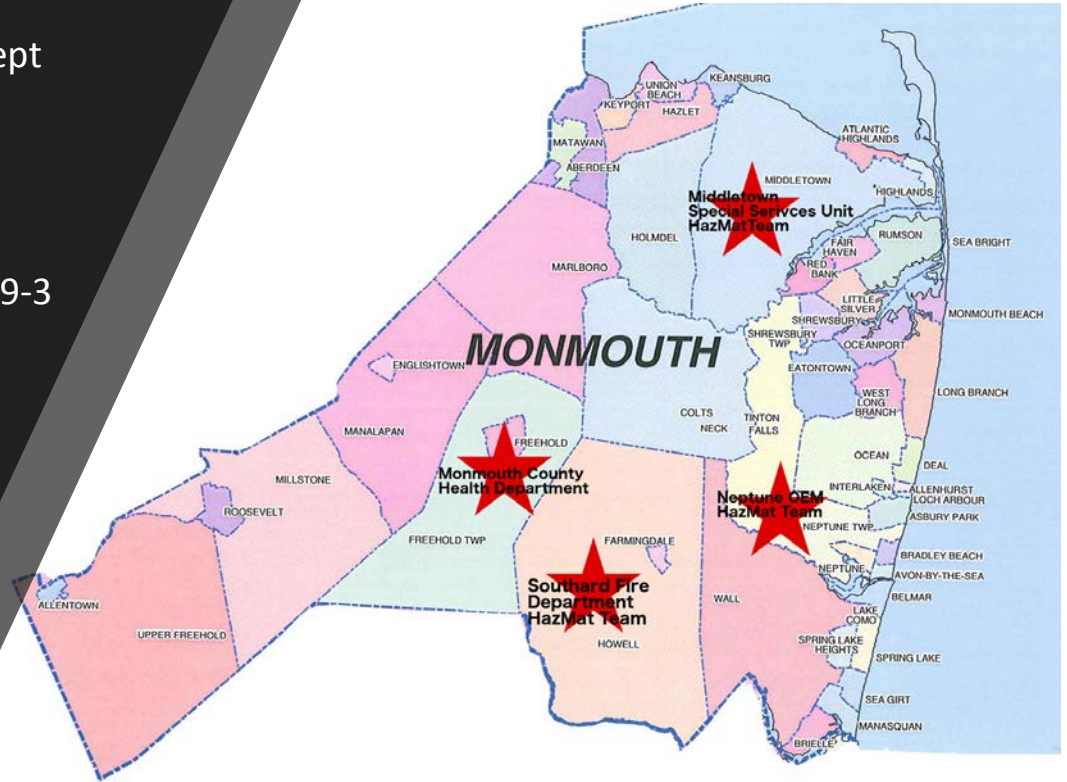 ept
9-3
KEANSBURG
UNION
BEACH
KEYPORT
HAZLET
ATLANTIC
HIGHLANDS
MATAWAN
ABERDEEN
MIDDLETOWN
HIGHLANDS
Middletown
Special Serivces Unit
HazMatTeam
HOLMDEL
RUMSON
FAIR
HAVEN
SEA BRIGHT
RED
BANK
MARLBORO
LITTLE
SILVER
SHREWSBURY
MONMOUTH BEACH
SHREWSBURY
TWP
OCEANPORT
MONMOUTH
ENGLISHTOWN
EATONTOWN
WEST
LONG
BRANCH
LONG BRANCH
COLTS
NECK
TINTON
FALLS
MANALAPAN
FREEHOLD
OCEAN
DEAL
Monmouth County
Health Department
MILLSTONE
INTERLAKEN
ALLENHURST
LOCH ARBOUR
Neptune OEM
HazMat Team
ROOSEVELT
ASBURY PARK
NEPTUNE TWP
FREEHOLD TWP
FARMINGDALE
BRADLEY BEACH
NEPTUNE
AVON-BY-THE-SEA
Southard Fire
Department
HazMat Team
WALL
BELMAR
ALLENTOWN
LAKE
COMO
UPPER FREEHOLD
HOWELL
SPRING LAKE
HEIGHTS
SPRING LAKE
SEA GIRT
MANASQUAN
BRIELLE